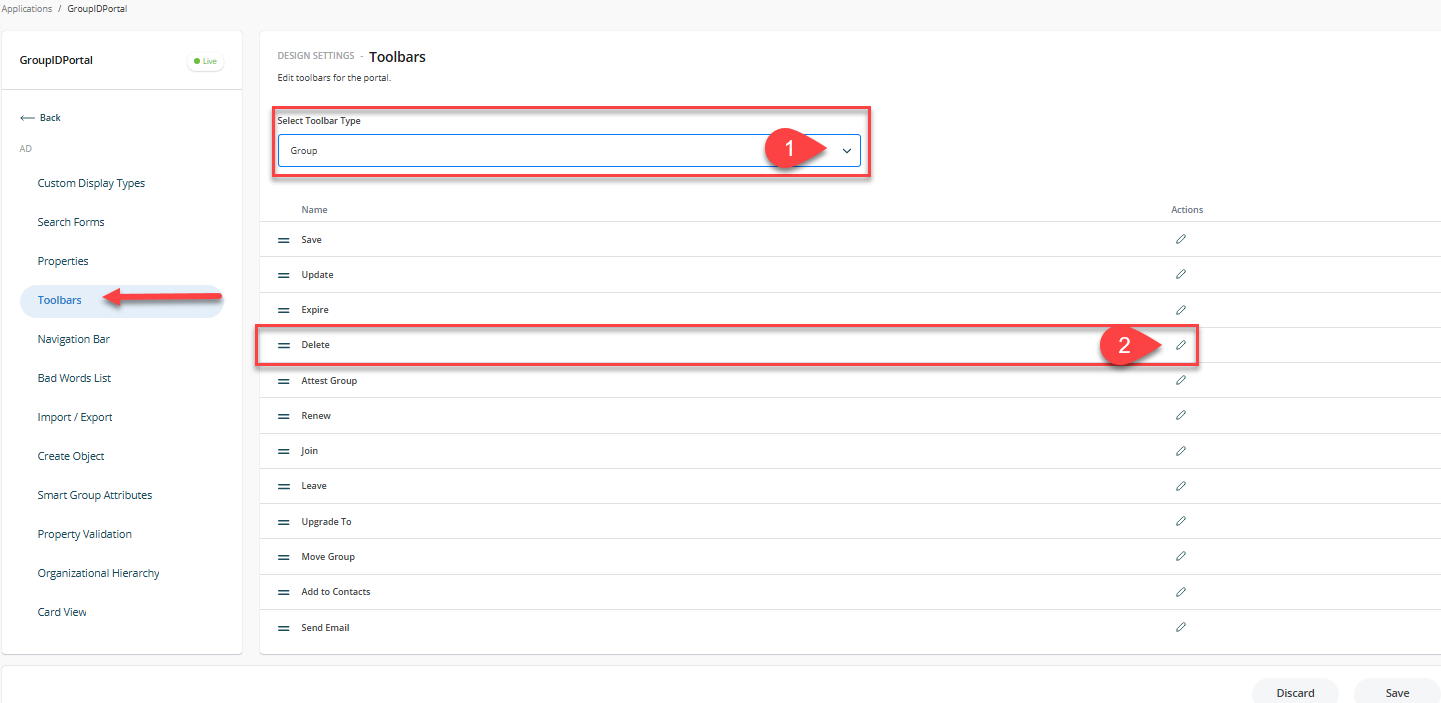 Applications / GroupIDPortal
GroupIDPortal
Live
Back
AD
Custom Display Types
Search Forms
Properties
Toolbars
Navigation Bar
Bad Words List
Import / Export
Create Object
Smart Group Attributes
Property Validation
Organizational Hierarchy
Card View
DESIGN SETTINGS - Toolbars
Edit toolbars for the portal.
Select Toolbar Type
Group
1
Name Actions
Save
Update
Expire
Delete
2
Attest Group
Renew
Join
Leave
Upgrade To
Move Group
Add to Contacts
Send Email
Discard Save